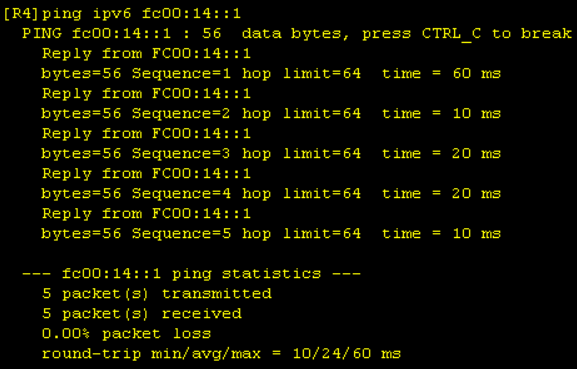 [R4]ping ipv6 fc00:14::1
PING fc00:14::1 : 56  data bytes, press CTRL_C to break
Reply from FC00:14::1
bytes=56 Sequence=1 hop limit=64  time = 60 ms
Reply from FC00:14::1
bytes=56 Sequence=2 hop limit=64  time = 10 ms
Reply from FC00:14::1
bytes=56 Sequence=3 hop limit=64  time = 20 ms
Reply from FC00:14::1
bytes=56 Sequence=4 hop limit=64  time = 20 ms
Reply from FC00:14::1
bytes=56 Sequence=5 hop limit=64  time = 10 ms
--- fc00:14::1 ping statistics ---
5 packet(s) transmitted
5 packet(s) received
0.00% packet loss
round-trip min/avg/max = 10/24/60 ms